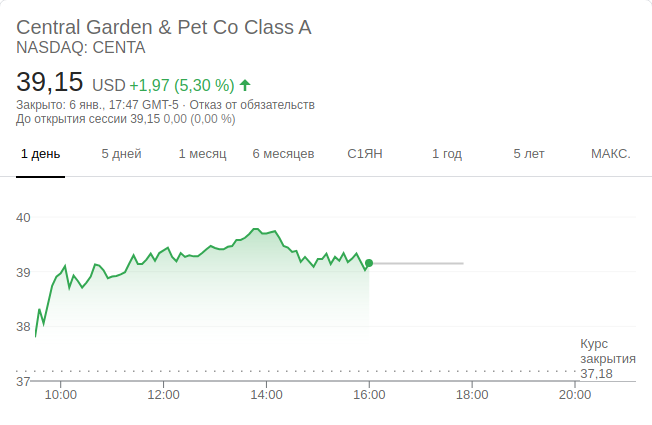 Central Garden & Pet Co Class A
NASDAQ: CENTA
39,15 USD +1,97 (5,30 %)
Закрыто: 6 янв., 17:47 GMT-5 · Отказ от обязательств
До открытия сессии 39,15 0,00 (0,00 %)
1 день 5 дней 1 месяц 6 месяцев С1ЯН 1 год 5 лет МАКС.
40
39
38
Курс
закрытия
37,18
37
10:00 12:00 14:00 16:00 18:00 20:00